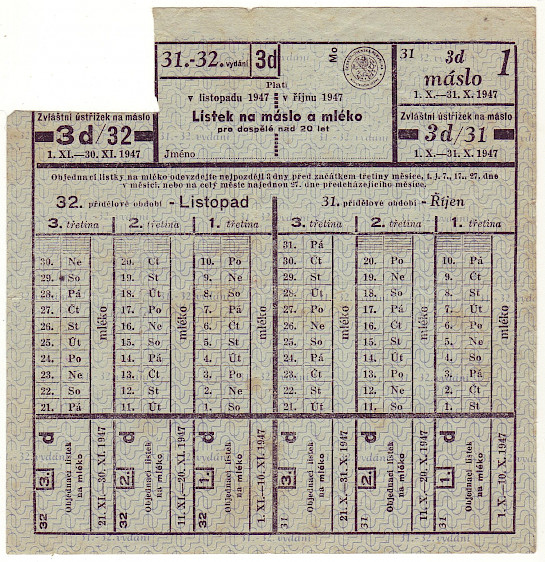 31.-32. vydání
3d
Mo
31
3d
máslo
1
1. X.—31. X. 1947
Platí
v listopadu 1947
v říjnu 1947
Lístek na máslo a mléko
pro dospělé nad 20 let
Jméno
Zvláštní ústřižek na máslo
3d/32
1. XI.—30. XI. 1947
Zvláštní ústřižek na máslo
3d/31
1. X.—31. X. 1947
Objednací lístky na mléko odevzdejte nejpozději 3 dny před začátkem třetiny měsíce, t. j. 7., 17., 27. dne
v měsíci, nebo na celý měsíc najednou 27. dne předcházejícího měsíce.
32. přídělové období - Listopad
31. přídělové období - Říjen
3. třetina 2. třetina 1. třetina 3. třetina 2. třetina 1. třetina
31. Pá
30. Ne 20. Čt 10. Po 30. Čt 20. Po 10. Pá
29. So 19. St 9. Ne 29. St 19. Ne 9. Čt
28. Pá 18. Út 8. So 28. Út 18. So 8. St
27. Čt 17. Po 7. Pá 27. Po 17. Pá 7. Út
26. St 16. Ne 6. Čt 26. Ne 16. Čt 6. Po
25. Út 15. So 5. St 25. So 15. St 5. Ne
24. Po 14. Pá 4. Út 24. Pá 14. Út 4. So
23. Ne 13. Čt 3. Po 23. Čt 13. Po 3. Pá
22. So 12. St 2. Ne 22. St 12. Ne 2. Čt
21. Pá 11. Út 1. So 21. Út 11. So 1. St
mléko
mléko
mléko
mléko
mléko
mléko
32
3.
d
Objednací lístek
na mléko
21. XI.—30. XI. 1947
32
2.
d
Objednací lístek
na mléko
11. XI.—20. XI. 1947
1.
d
Objednací lístek
na mléko
1. XI.—10. XI. 1947
31
3.
d
Objednací lístek
na mléko
21. X.—31. X. 1947
31
2.
d
Objednací lístek
na mléko
11. X.—20. X. 1947
31
1.
d
Objednací lístek
na mléko
1. X.—10. X. 1947
31.-32. vydání
31.-32. vydání